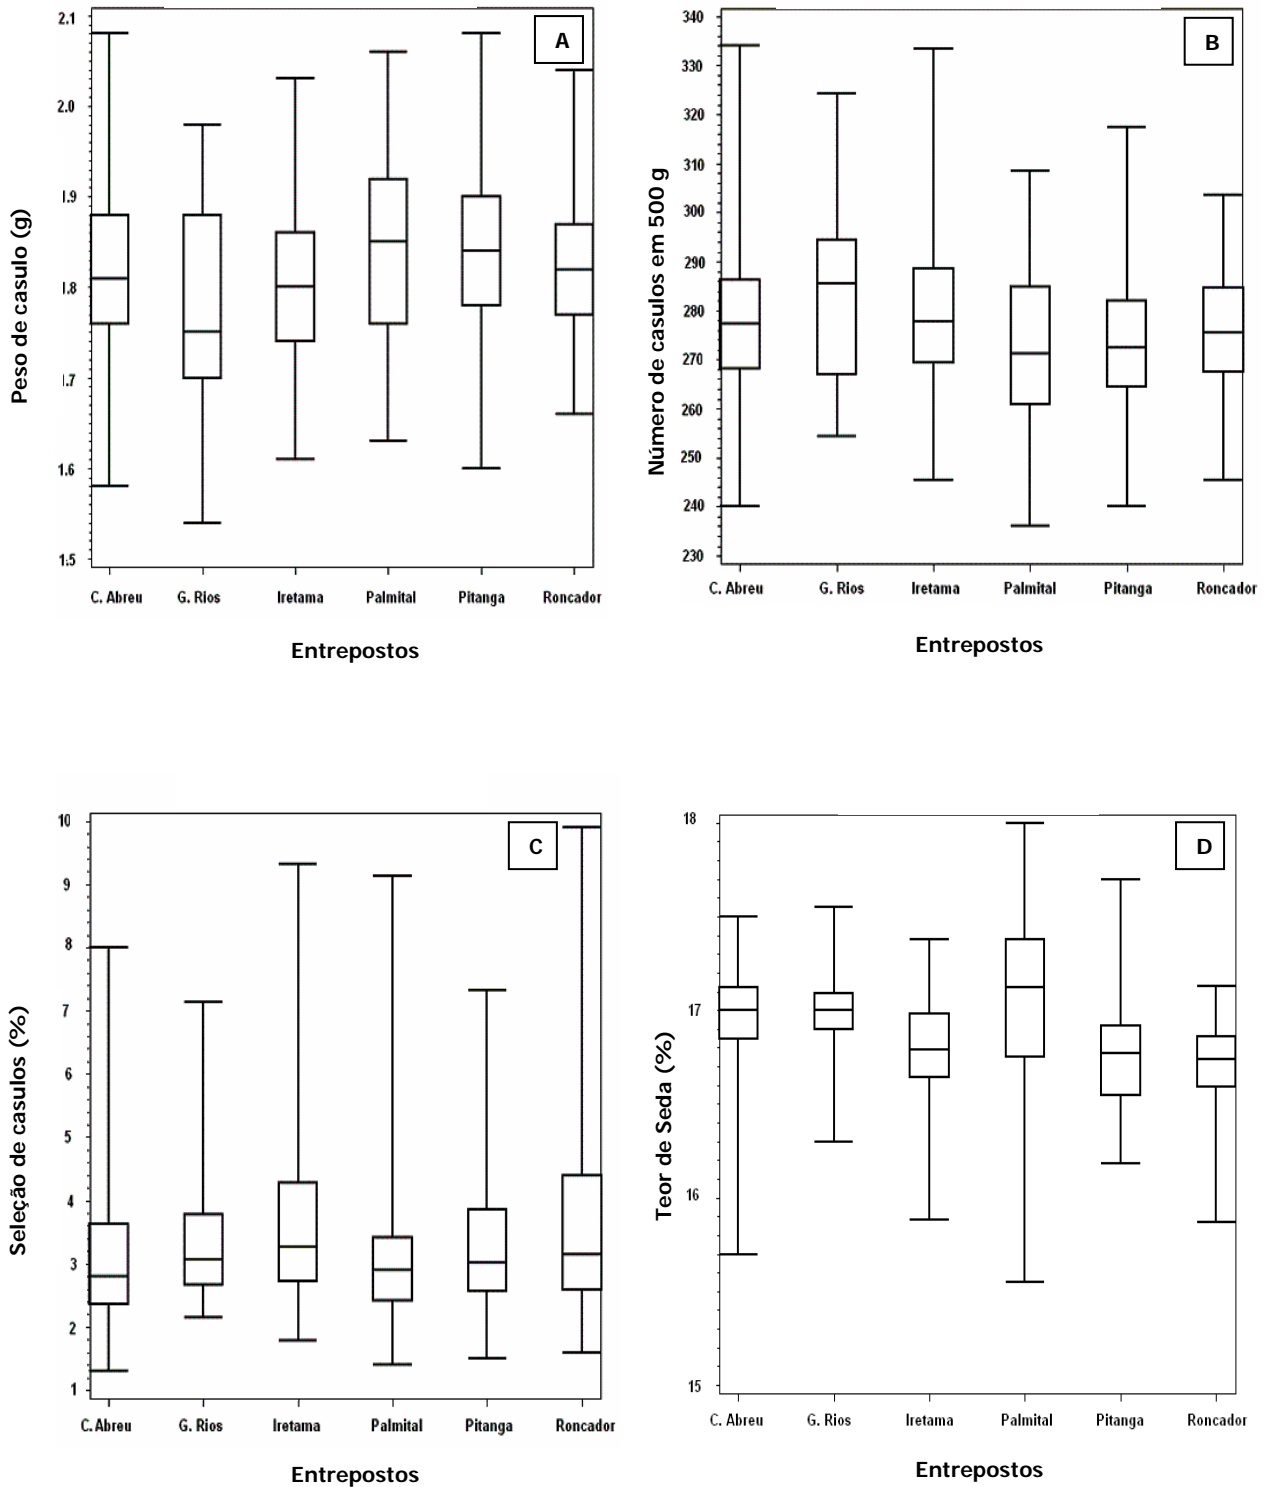 A
2.1
2.0
1.9
1.8
1.7
1.6
1.5
Peso de casulo (g)
C. Abreu G. Rios Iretama Palmital Pitanga Roncador
Entrepostos
B
340
330
320
310
300
290
280
270
260
250
240
230
Número de casulos em 500 g
C. Abreu G. Rios Iretama Palmital Pitanga Roncador
Entrepostos
C
10
9
8
7
6
5
4
3
2
1
Seleção de casulos (%)
C. Abreu G. Rios Iretama Palmital Pitanga Roncador
Entrepostos
D
18
17
16
15
Teor de Seda (%)
C. Abreu G. Rios Iretama Palmital Pitanga Roncador
Entrepostos